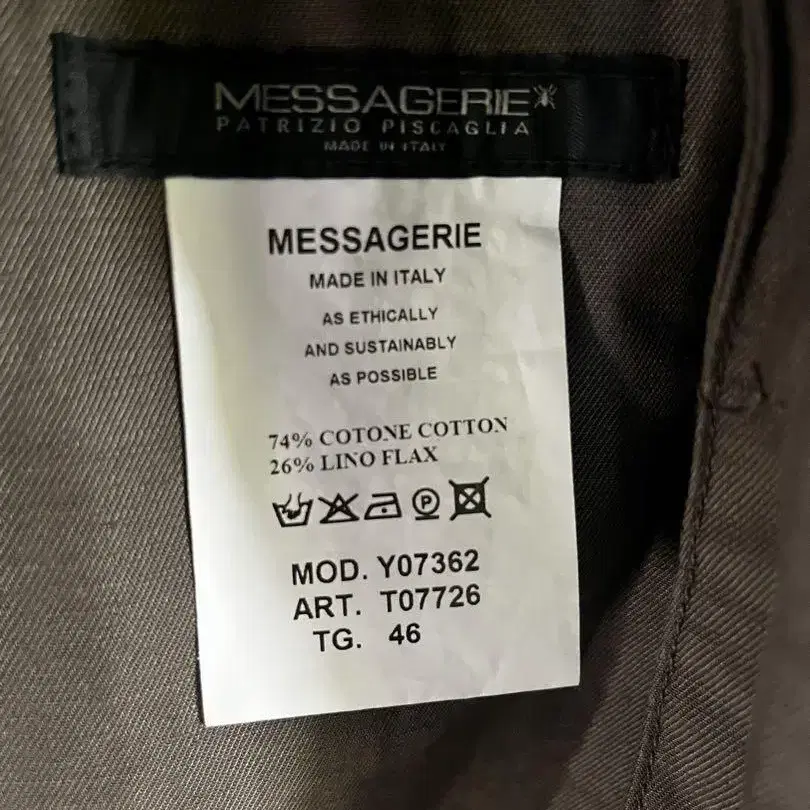 MESSAGERIE
PATRIZIO PISCAGLIA
MADE IN ITALY
MESSAGERIE
MADE IN ITALY
AS ETHICALLY
AND SUSTAINABLY
AS POSSIBLE
74% COTONE COTTON
26% LINO FLAX
P
MOD. Y07362
ART. T07726
TG. 46